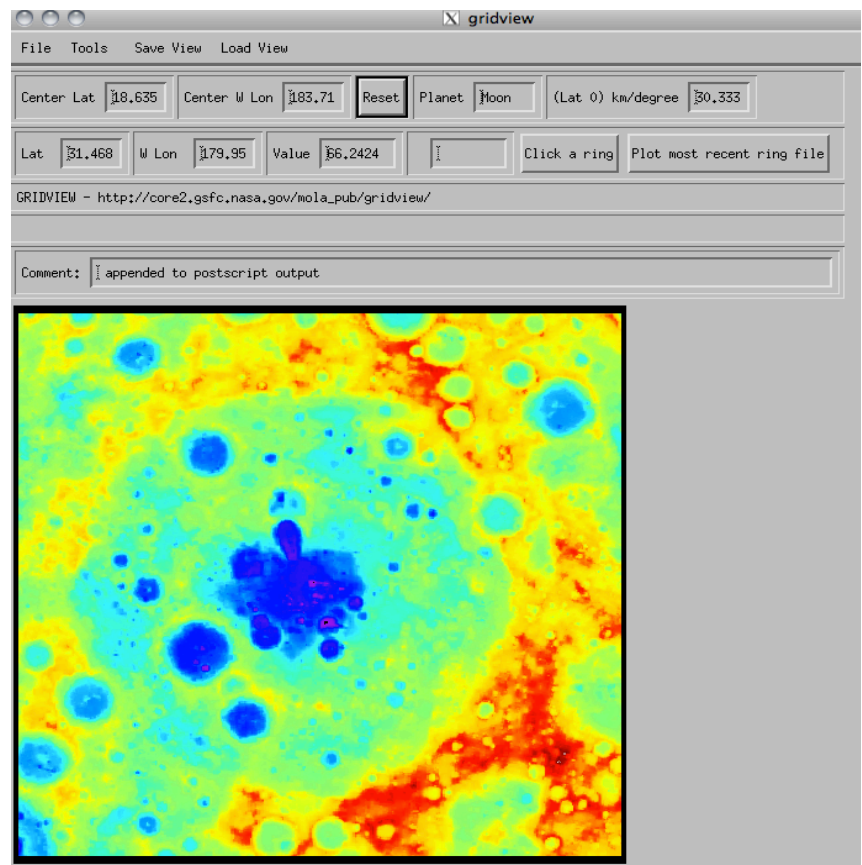 gridview
File Tools Save View Load View
Center Lat 18.635 Center W Lon 183.71 Reset Planet Moon (Lat 0) km/degree 30.333
Lat 31.468 W Lon 179.95 Value 66.2424 Click a ring Plot most recent ring file
GRIDVIEW - http://core2.gsfc.nasa.gov/mola_pub/gridview/
Comment: appended to postscript output